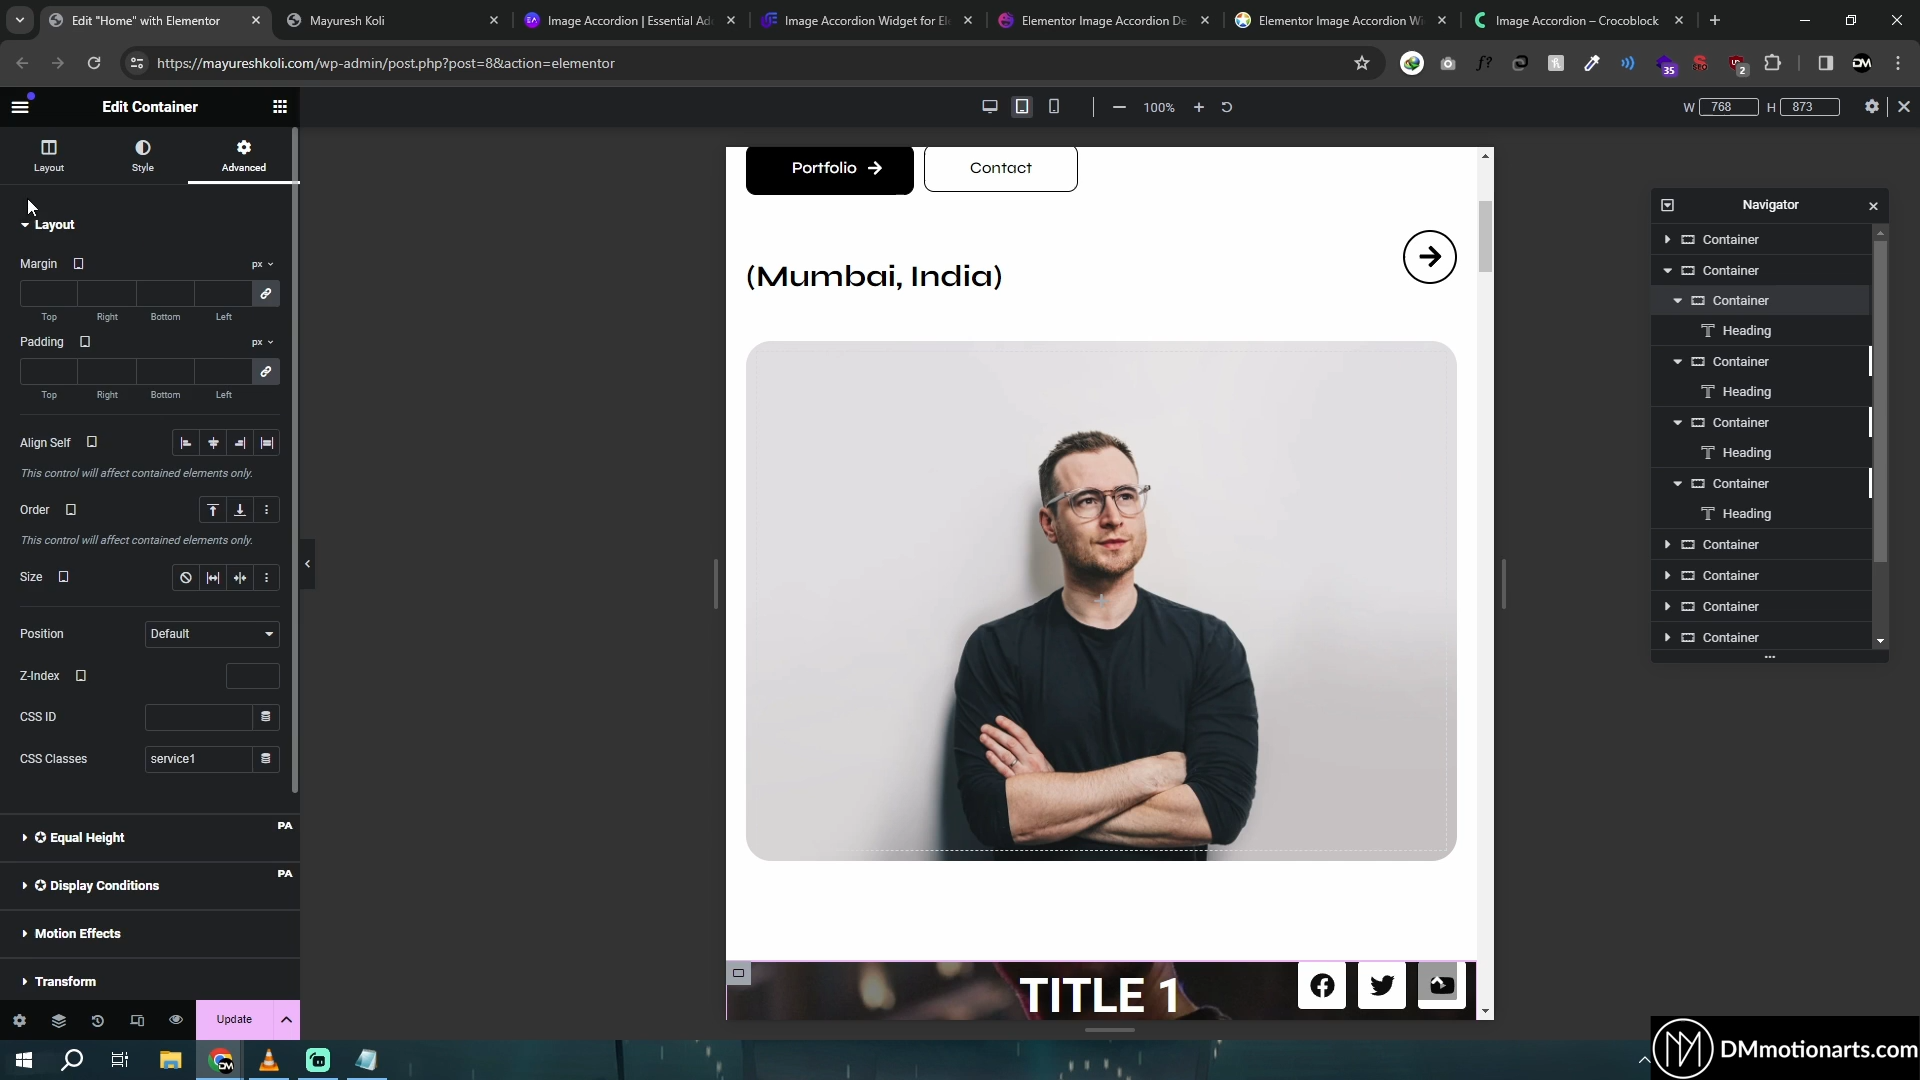 Edit "Home" with Elementor
Mayuresh Koli
Image Accordion | Essential Ad
Image Accordion Widget for El
Elementor Image Accordion De
Elementor Image Accordion Wi
Image Accordion – Crocoblock
https://mayureshkoli.com/wp-admin/post.php?post=8&action=elementor
f?
35
2
DM
Edit Container
100%
W 768 H 873
Layout
Style
Advanced
Portfolio
Contact
Navigator
Layout
Container
Margin
px
Container
(Mumbai, India)
Container
Top
Right
Bottom
Left
Heading
Padding
px
Container
Top
Right
Bottom
Left
Heading
Align Self
Container
This control will affect contained elements only.
Heading
Order
Container
Heading
This control will affect contained elements only.
Container
Size
Container
Container
Position
Default
Container
Z-Index
CSS ID
CSS Classes
service1
PA
Equal Height
PA
Display Conditions
Motion Effects
Transform
TITLE 1
Update
DMmotionarts.com